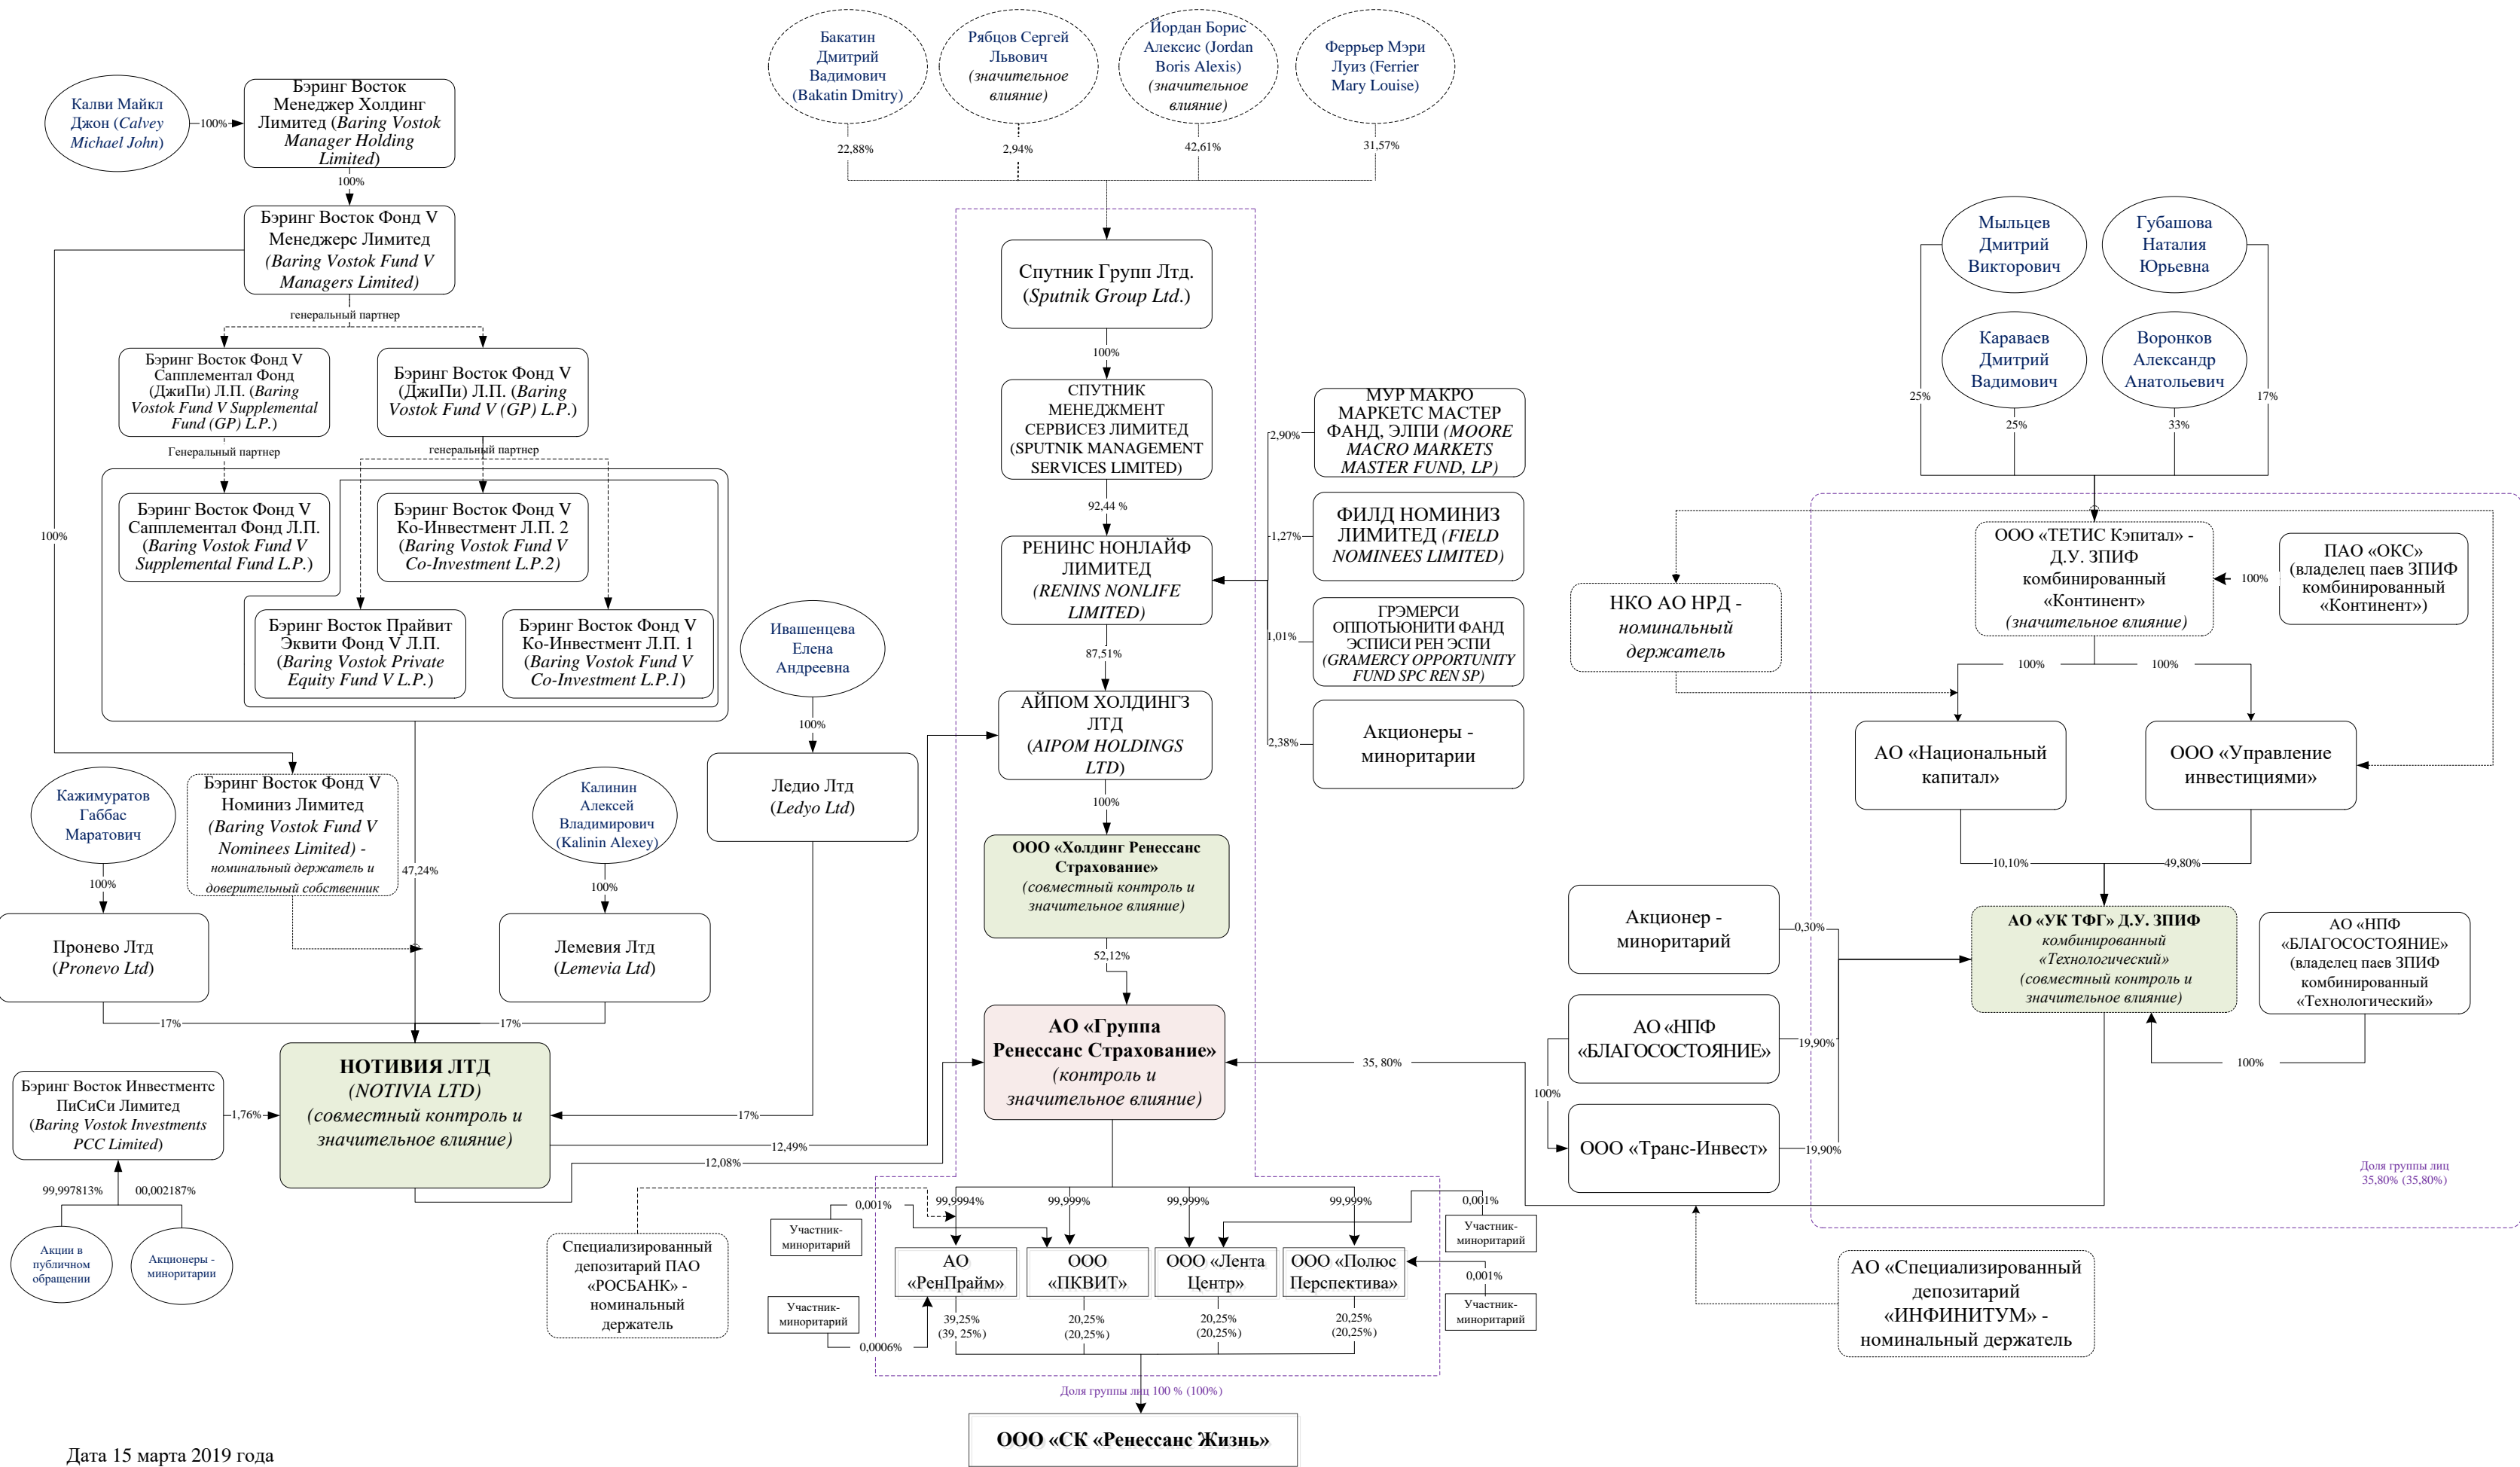 Калви Майкл
Джон (Calvey
Michael John)
100%
Бэринг Восток
Менеджер Холдинг
Лимитед (Baring Vostok
Manager Holding
Limited)
100%
Бэринг Восток Фонд V
Менеджерс Лимитед
(Baring Vostok Fund V
Managers Limited)
генеральный партнер
Бэринг Восток Фонд V
Сапплементал Фонд
(ДжиПи) Л.П. (Baring
Vostok Fund V Supplemental
Fund (GP) L.P.)
Бэринг Восток Фонд V
(ДжиПи) Л.П. (Baring
Vostok Fund V (GP) L.P.)
Генеральный партнер
генеральный партнер
Бэринг Восток Фонд V
Сапплементал Фонд Л.П.
(Baring Vostok Fund V
Supplemental Fund L.P.)
Бэринг Восток Фонд V
Ко-Инвестмент Л.П. 2
(Baring Vostok Fund V
Co-Investment L.P.2)
100%
Бэринг Восток Прайвит
Эквити Фонд V Л.П.
(Baring Vostok Private
Equity Fund V L.P.)
Бэринг Восток Фонд V
Ко-Инвестмент Л.П. 1
(Baring Vostok Fund V
Co-Investment L.P.1)
Кажимуратов
Габбас
Маратович
100%
Бэринг Восток Фонд V
Номиниз Лимитед
(Baring Vostok Fund V
Nominees Limited) -
номинальный держатель и
доверительный собственник
47,24%
Калинин
Алексей
Владимирович
(Kalinin Alexey)
100%
Пронево Лтд
(Pronevo Ltd)
Лемевия Лтд
(Lemevia Ltd)
17%
17%
Ивашенцева
Елена
Андреевна
100%
Ледио Лтд
(Ledyo Ltd)
17%
НОТИВИЯ ЛТД
(NOTIVIA LTD)
(совместный контроль и
значительное влияние)
12,49%
12,08%
Бэринг Восток Инвестментс
ПиСиСи Лимитед
(Baring Vostok Investments
PCC Limited)
1,76%
99,997813%
00,002187%
Акции в
публичном
обращении
Акционеры -
миноритарии
Бакатин
Дмитрий
Вадимович
(Bakatin Dmitry)
Рябцов Сергей
Львович
(значительное
влияние)
Йордан Борис
Алексис (Jordan
Boris Alexis)
(значительное
влияние)
Феррьер Мэри
Луиз (Ferrier
Mary Louise)
22,88%
2,94%
42,61%
31,57%
Спутник Групп Лтд.
(Sputnik Group Ltd.)
100%
СПУТНИК
МЕНЕДЖМЕНТ
СЕРВИСЕЗ ЛИМИТЕД
(SPUTNIK MANAGEMENT
SERVICES LIMITED)
92,44 %
РЕНИНС НОНЛАЙФ
ЛИМИТЕД
(RENINS NONLIFE
LIMITED)
87,51%
АЙПОМ ХОЛДИНГЗ
ЛТД
(AIPOM HOLDINGS
LTD)
100%
ООО «Холдинг Ренессанс
Страхование»
(совместный контроль и
значительное влияние)
52,12%
АО «Группа
Ренессанс Страхование»
(контроль и
значительное влияние)
35, 80%
2,90%
МУР МАКРО
МАРКЕТС МАСТЕР
ФАНД, ЭЛПИ (MOORE
MACRO MARKETS
MASTER FUND, LP)
1,27%
ФИЛД НОМИНИЗ
ЛИМИТЕД (FIELD
NOMINEES LIMITED)
1,01%
ГРЭМЕРСИ
ОППОТЬЮНИТИ ФАНД
ЭСПИСИ РЕН ЭСПИ
(GRAMERCY OPPORTUNITY
FUND SPC REN SP)
2,38%
Акционеры -
миноритарии
99,9994%
99,999%
99,999%
99,999%
0,001%
0,001%
Участник-
миноритарий
Участник-
миноритарий
Специализированный
депозитарий ПАО
«РОСБАНК» -
номинальный
держатель
АО
«РенПрайм»
ООО
«ПКВИТ»
ООО «Лента
Центр»
ООО «Полюс
Перспектива»
0,001%
Участник-
миноритарий
Участник-
миноритарий
0,0006%
39,25%
(39, 25%)
20,25%
(20,25%)
20,25%
(20,25%)
20,25%
(20,25%)
Доля группы лиц 100 % (100%)
ООО «СК «Ренессанс Жизнь»
Мыльцев
Дмитрий
Викторович
Губашова
Наталия
Юрьевна
Караваев
Дмитрий
Вадимович
Воронков
Александр
Анатольевич
25%
17%
25%
33%
ООО «ТЕТИС Кэпитал» -
Д.У. ЗПИФ
комбинированный
«Континент»
(значительное влияние)
100%
ПАО «ОКС»
(владелец паев ЗПИФ
комбинированный
«Континент»)
НКО АО НРД -
номинальный
держатель
100%
100%
АО «Национальный
капитал»
ООО «Управление
инвестициями»
10,10%
49,80%
АО «УК ТФГ» Д.У. ЗПИФ
комбинированный
«Технологический»
(совместный контроль и
значительное влияние)
АО «НПФ
«БЛАГОСОСТОЯНИЕ»
(владелец паев ЗПИФ
комбинированный
«Технологический»
100%
Акционер -
миноритарий
0,30%
АО «НПФ
«БЛАГОСОСТОЯНИЕ»
19,90%
100%
ООО «Транс-Инвест»
19,90%
Доля группы лиц
35,80% (35,80%)
АО «Специализированный
депозитарий
«ИНФИНИТУМ» -
номинальный держатель
Дата 15 марта 2019 года